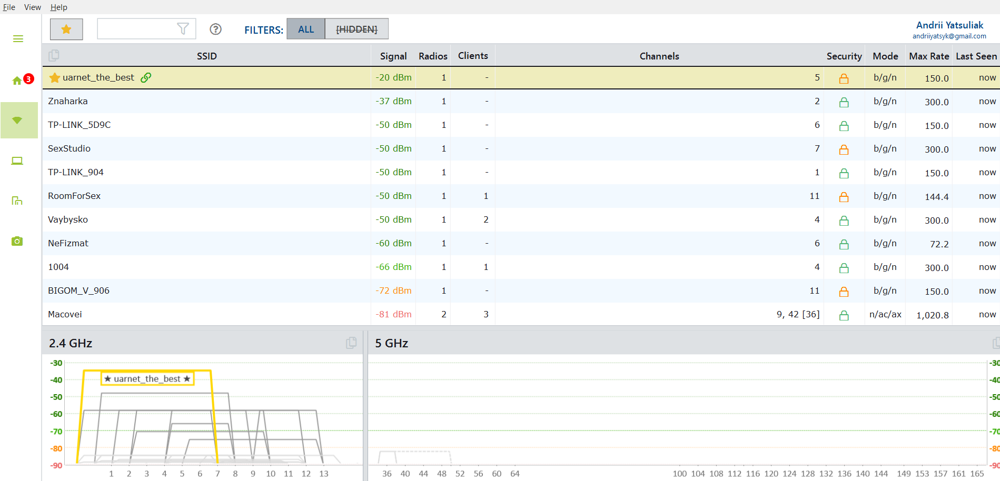 File View Help
FILTERS: ALL [HIDDEN]
Andrii Yatsuliak
andriiyatsyk@gmail.com
3
SSID Signal Radios Clients Channels Security Mode Max Rate Last Seen
uarnet_the_best -20 dBm 1 - 5 b/g/n 150.0 now
Znaharka -37 dBm 1 - 2 b/g/n 300.0 now
TP-LINK_5D9C -50 dBm 1 - 6 b/g/n 150.0 now
SexStudio -50 dBm 1 - 7 b/g/n 300.0 now
TP-LINK_904 -50 dBm 1 - 1 b/g/n 150.0 now
RoomForSex -50 dBm 1 1 11 b/g/n 144.4 now
Vaybysko -50 dBm 1 2 4 b/g/n 300.0 now
NeFizmat -60 dBm 1 - 6 b/g/n 72.2 now
1004 -66 dBm 1 1 4 b/g/n 300.0 now
BIGOM_V_906 -72 dBm 1 - 11 b/g/n 150.0 now
Macovei -81 dBm 2 3 9, 42 [36] n/ac/ax 1,020.8 now
2.4 GHz
-30
-40
-50
-60
-70
-80
-90
★ uarnet_the_best ★
1 2 3 4 5 6 7 8 9 10 11 12 13
5 GHz
-30
-40
-50
-60
-70
-80
-90
36 40 44 48 52 56 60 64 100 104 108 112 116 120 124 128 132 136 140 144 149 153 157 161 165